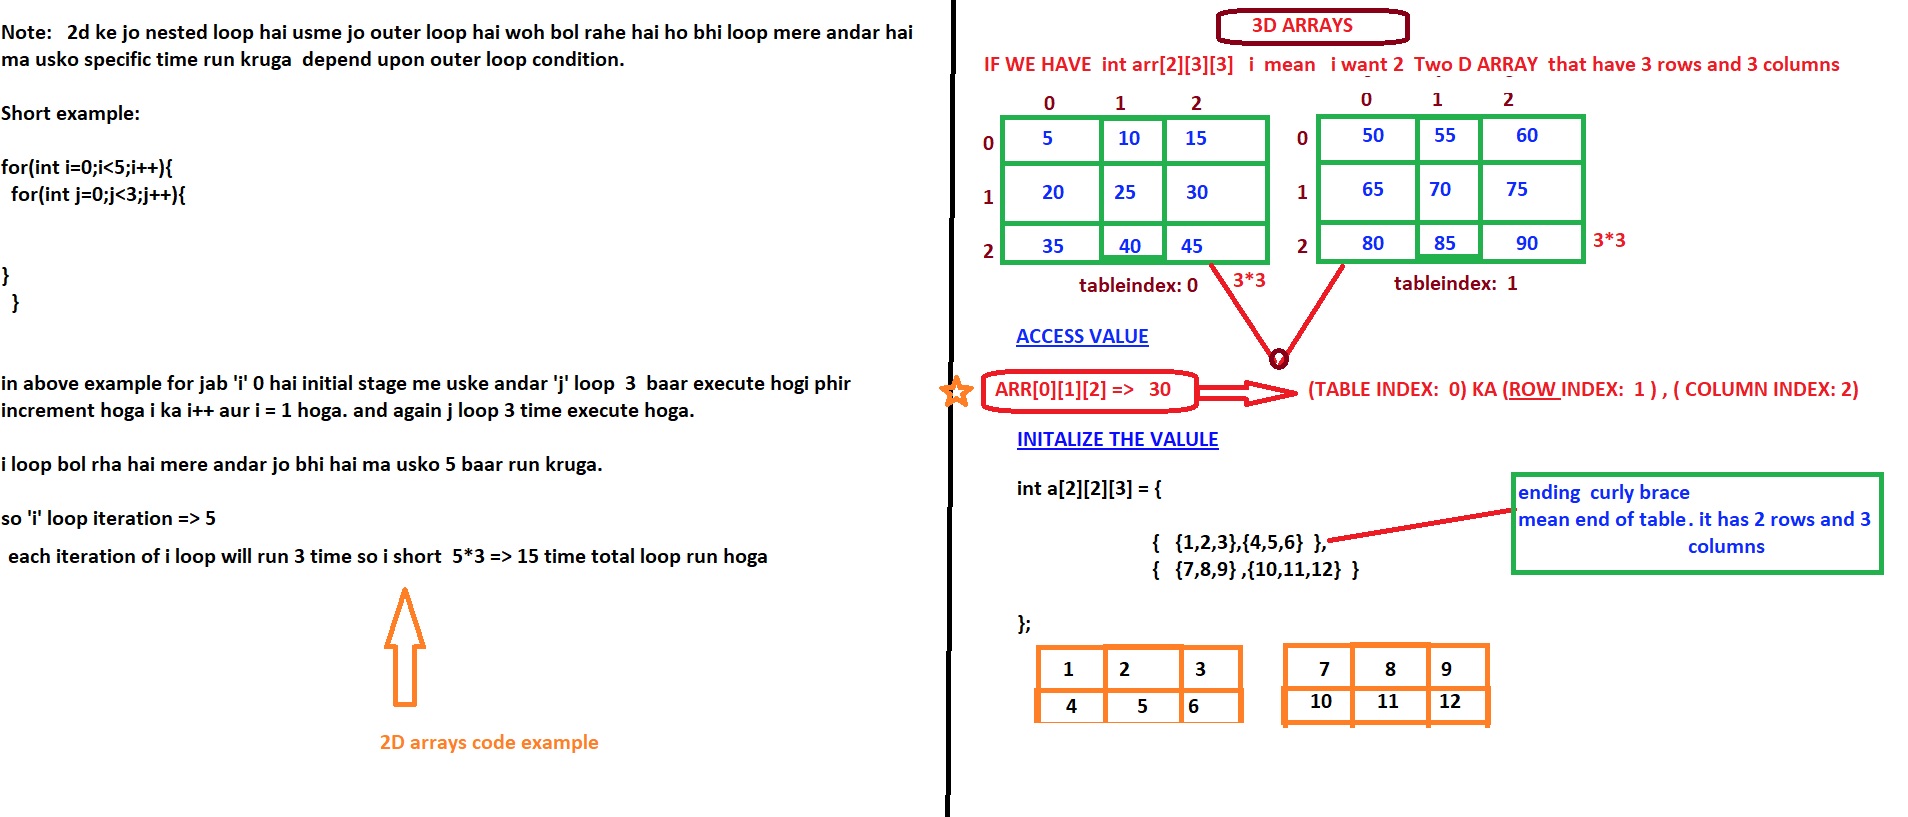 Note:   2d ke jo nested loop hai usme jo outer loop hai woh bol rahe hai ho bhi loop mere andar hai
ma usko specific time run kruga  depend upon outer loop condition.
Short example:
for(int i=0;i<5;i++){
for(int j=0;j<3;j++){
}
}
in above example for jab 'i' 0 hai initial stage me uske andar 'j' loop  3  baar execute hogi phir
increment hoga i ka i++ aur i = 1 hoga. and again j loop 3 time execute hoga.
i loop bol rha hai mere andar jo bhi hai ma usko 5 baar run kruga.
so 'i' loop iteration => 5
each iteration of i loop will run 3 time so i short  5*3 => 15 time total loop run hoga
2D arrays code example
3D ARRAYS
IF WE HAVE  int arr[2][3][3]   i  mean   i want 2  Two D ARRAY  that have 3 rows and 3 columns
0 1 2
0 5 10 15
1 20 25 30
2 35 40 45
tableindex: 0
3*3
0 1 2
0 50 55 60
1 65 70 75
2 80 85 90
3*3
tableindex:  1
ACCESS VALUE
ARR[0][1][2] =>   30
(TABLE INDEX:  0) KA (ROW INDEX:  1 ) , ( COLUMN INDEX: 2)
INITALIZE THE VALULE
int a[2][2][3] = {
{   {1,2,3},{4,5,6}  },
{   {7,8,9} ,{10,11,12}  }
};
ending  curly brace
mean end of table. it has 2 rows and 3
columns
1 2 3
4 5 6
7 8 9
10 11 12